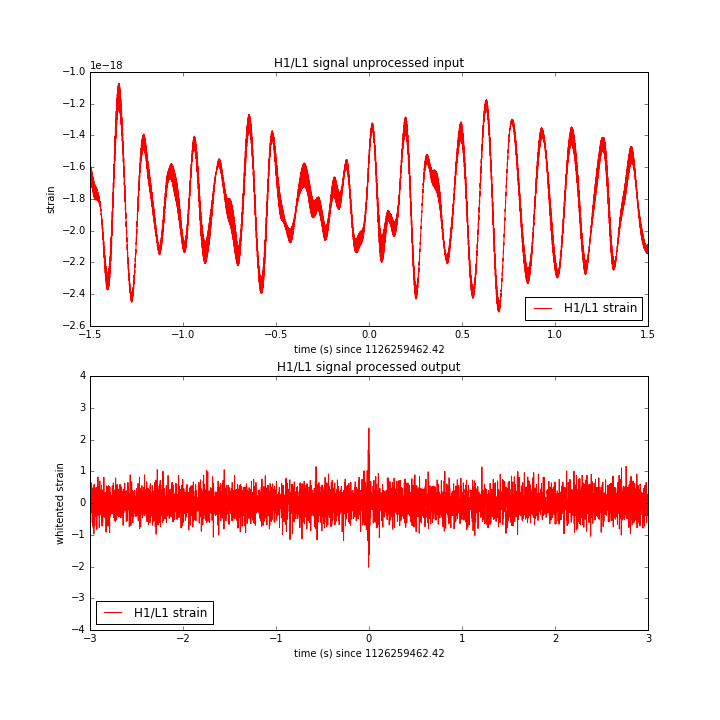 H1/L1 signal unprocessed input
1e−18
−1.0
−1.2
−1.4
−1.6
−1.8
−2.0
−2.2
−2.4
−2.6
strain
H1/L1 strain
−1.5 −1.0 −0.5 0.0 0.5 1.0 1.5
time (s) since 1126259462.42
H1/L1 signal processed output
4
3
2
1
0
−1
−2
−3
−4
whitented strain
H1/L1 strain
−3 −2 −1 0 1 2 3
time (s) since 1126259462.42